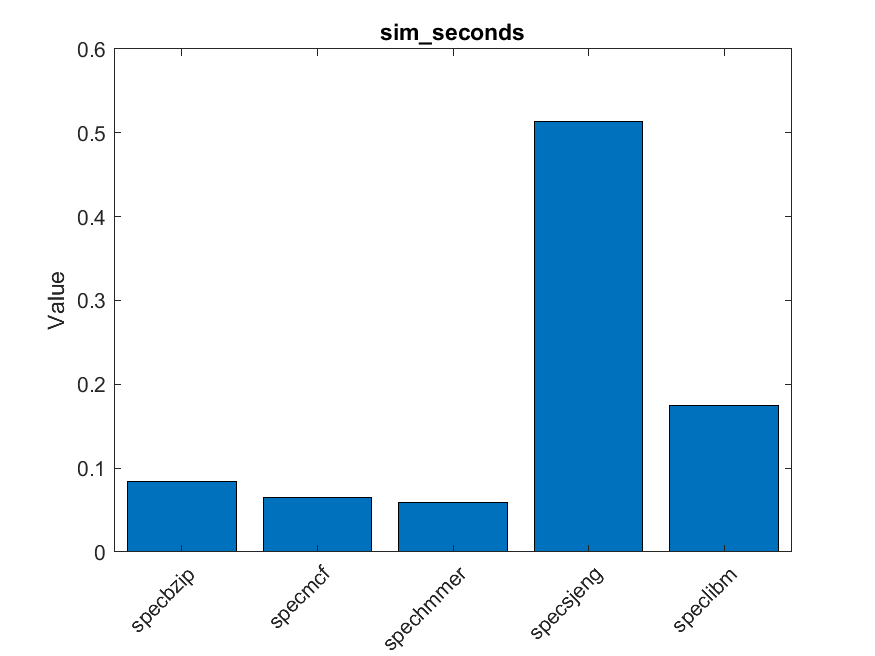 sim_seconds
0.6
0.5
0.4
0.3
0.2
0.1
0
Value
specbzip
specmcf
spechmmer
specsjeng
speclibm